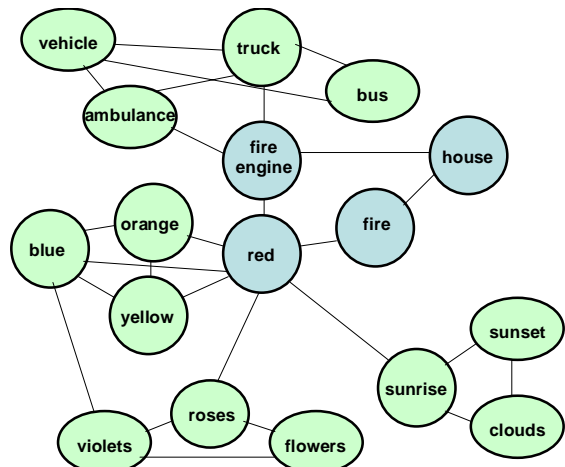 vehicle
truck
bus
ambulance
fire
engine
house
orange
fire
blue
red
yellow
sunset
sunrise
roses
clouds
violets
flowers